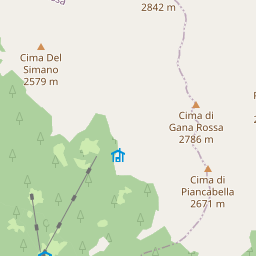 2842 m
Cima Del
Simano
2579 m
Cima di
Gana Rossa
2786 m
Cima di
Piancabella
2671 m